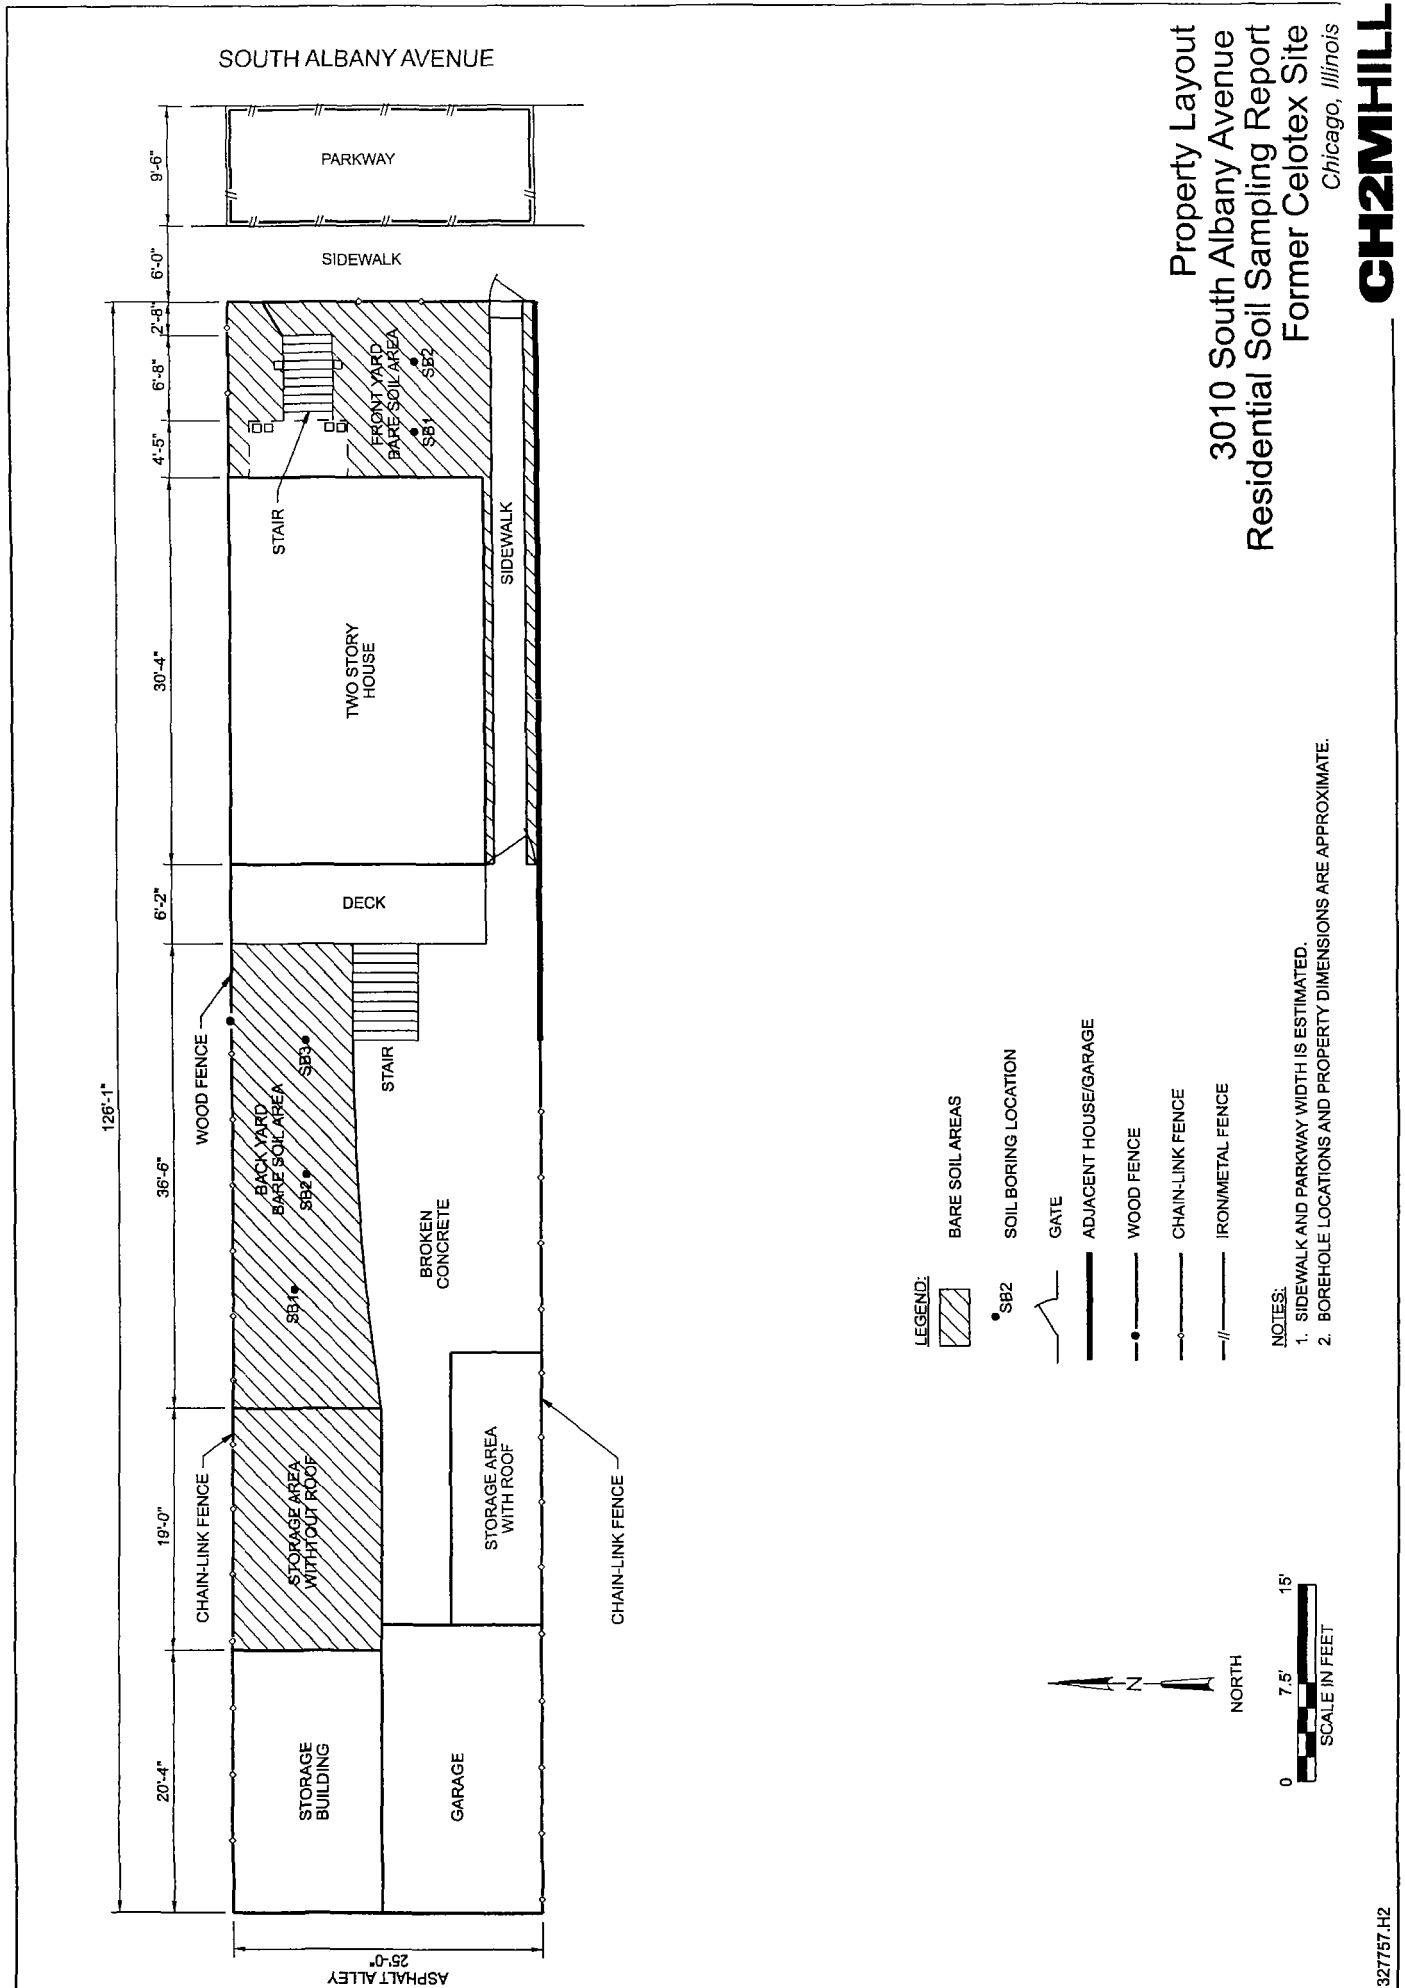 SOUTH ALBANY AVENUE
9'-6"
6'-0"
2'-8"
6'-8"
4'-5"
30'-4"
6'-2"
36'-6"
19'-0"
20'-4"
126'-1"
25'-0"
ASPHALT ALLEY
PARKWAY
SIDEWALK
FRONT YARD
BARE SOIL AREA
SB1
SB2
STAIR
SIDEWALK
TWO STORY
HOUSE
DECK
WOOD FENCE
STAIR
BACK YARD
BARE SOIL AREA
SB1
SB2
SB3
BROKEN
CONCRETE
CHAIN-LINK FENCE
STORAGE AREA
WITHTOUT ROOF
STORAGE AREA
WITH ROOF
CHAIN-LINK FENCE
STORAGE
BUILDING
GARAGE
LEGEND:
BARE SOIL AREAS
SB2
SOIL BORING LOCATION
GATE
ADJACENT HOUSE/GARAGE
WOOD FENCE
CHAIN-LINK FENCE
IRON/METAL FENCE
NOTES:
1. SIDEWALK AND PARKWAY WIDTH IS ESTIMATED.
2. BOREHOLE LOCATIONS AND PROPERTY DIMENSIONS ARE APPROXIMATE.
N
NORTH
0 7.5' 15'
SCALE IN FEET
Property Layout
3010 South Albany Avenue
Residential Soil Sampling Report
Former Celotex Site
Chicago, Illinois
CH2MHILL
327757.H2